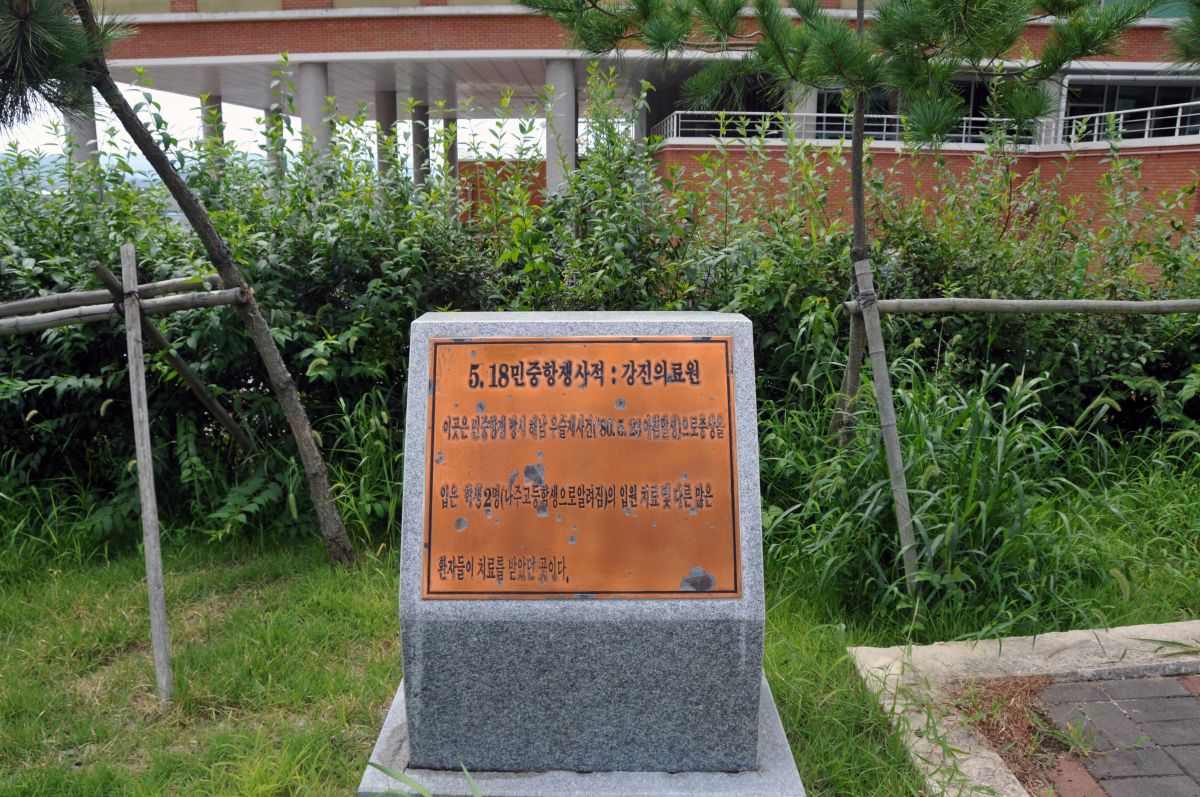 5. 18민중항쟁사적 : 강진의료원
이곳은 민중항쟁 당시 해남 우슬재사건('80. 5. 23 아침발생)으로 총상을
입은 학생2명(나주고등학생으로알려짐)의 입원 치료 및 다른 많은
환자들이 치료를 받았던 곳이다.